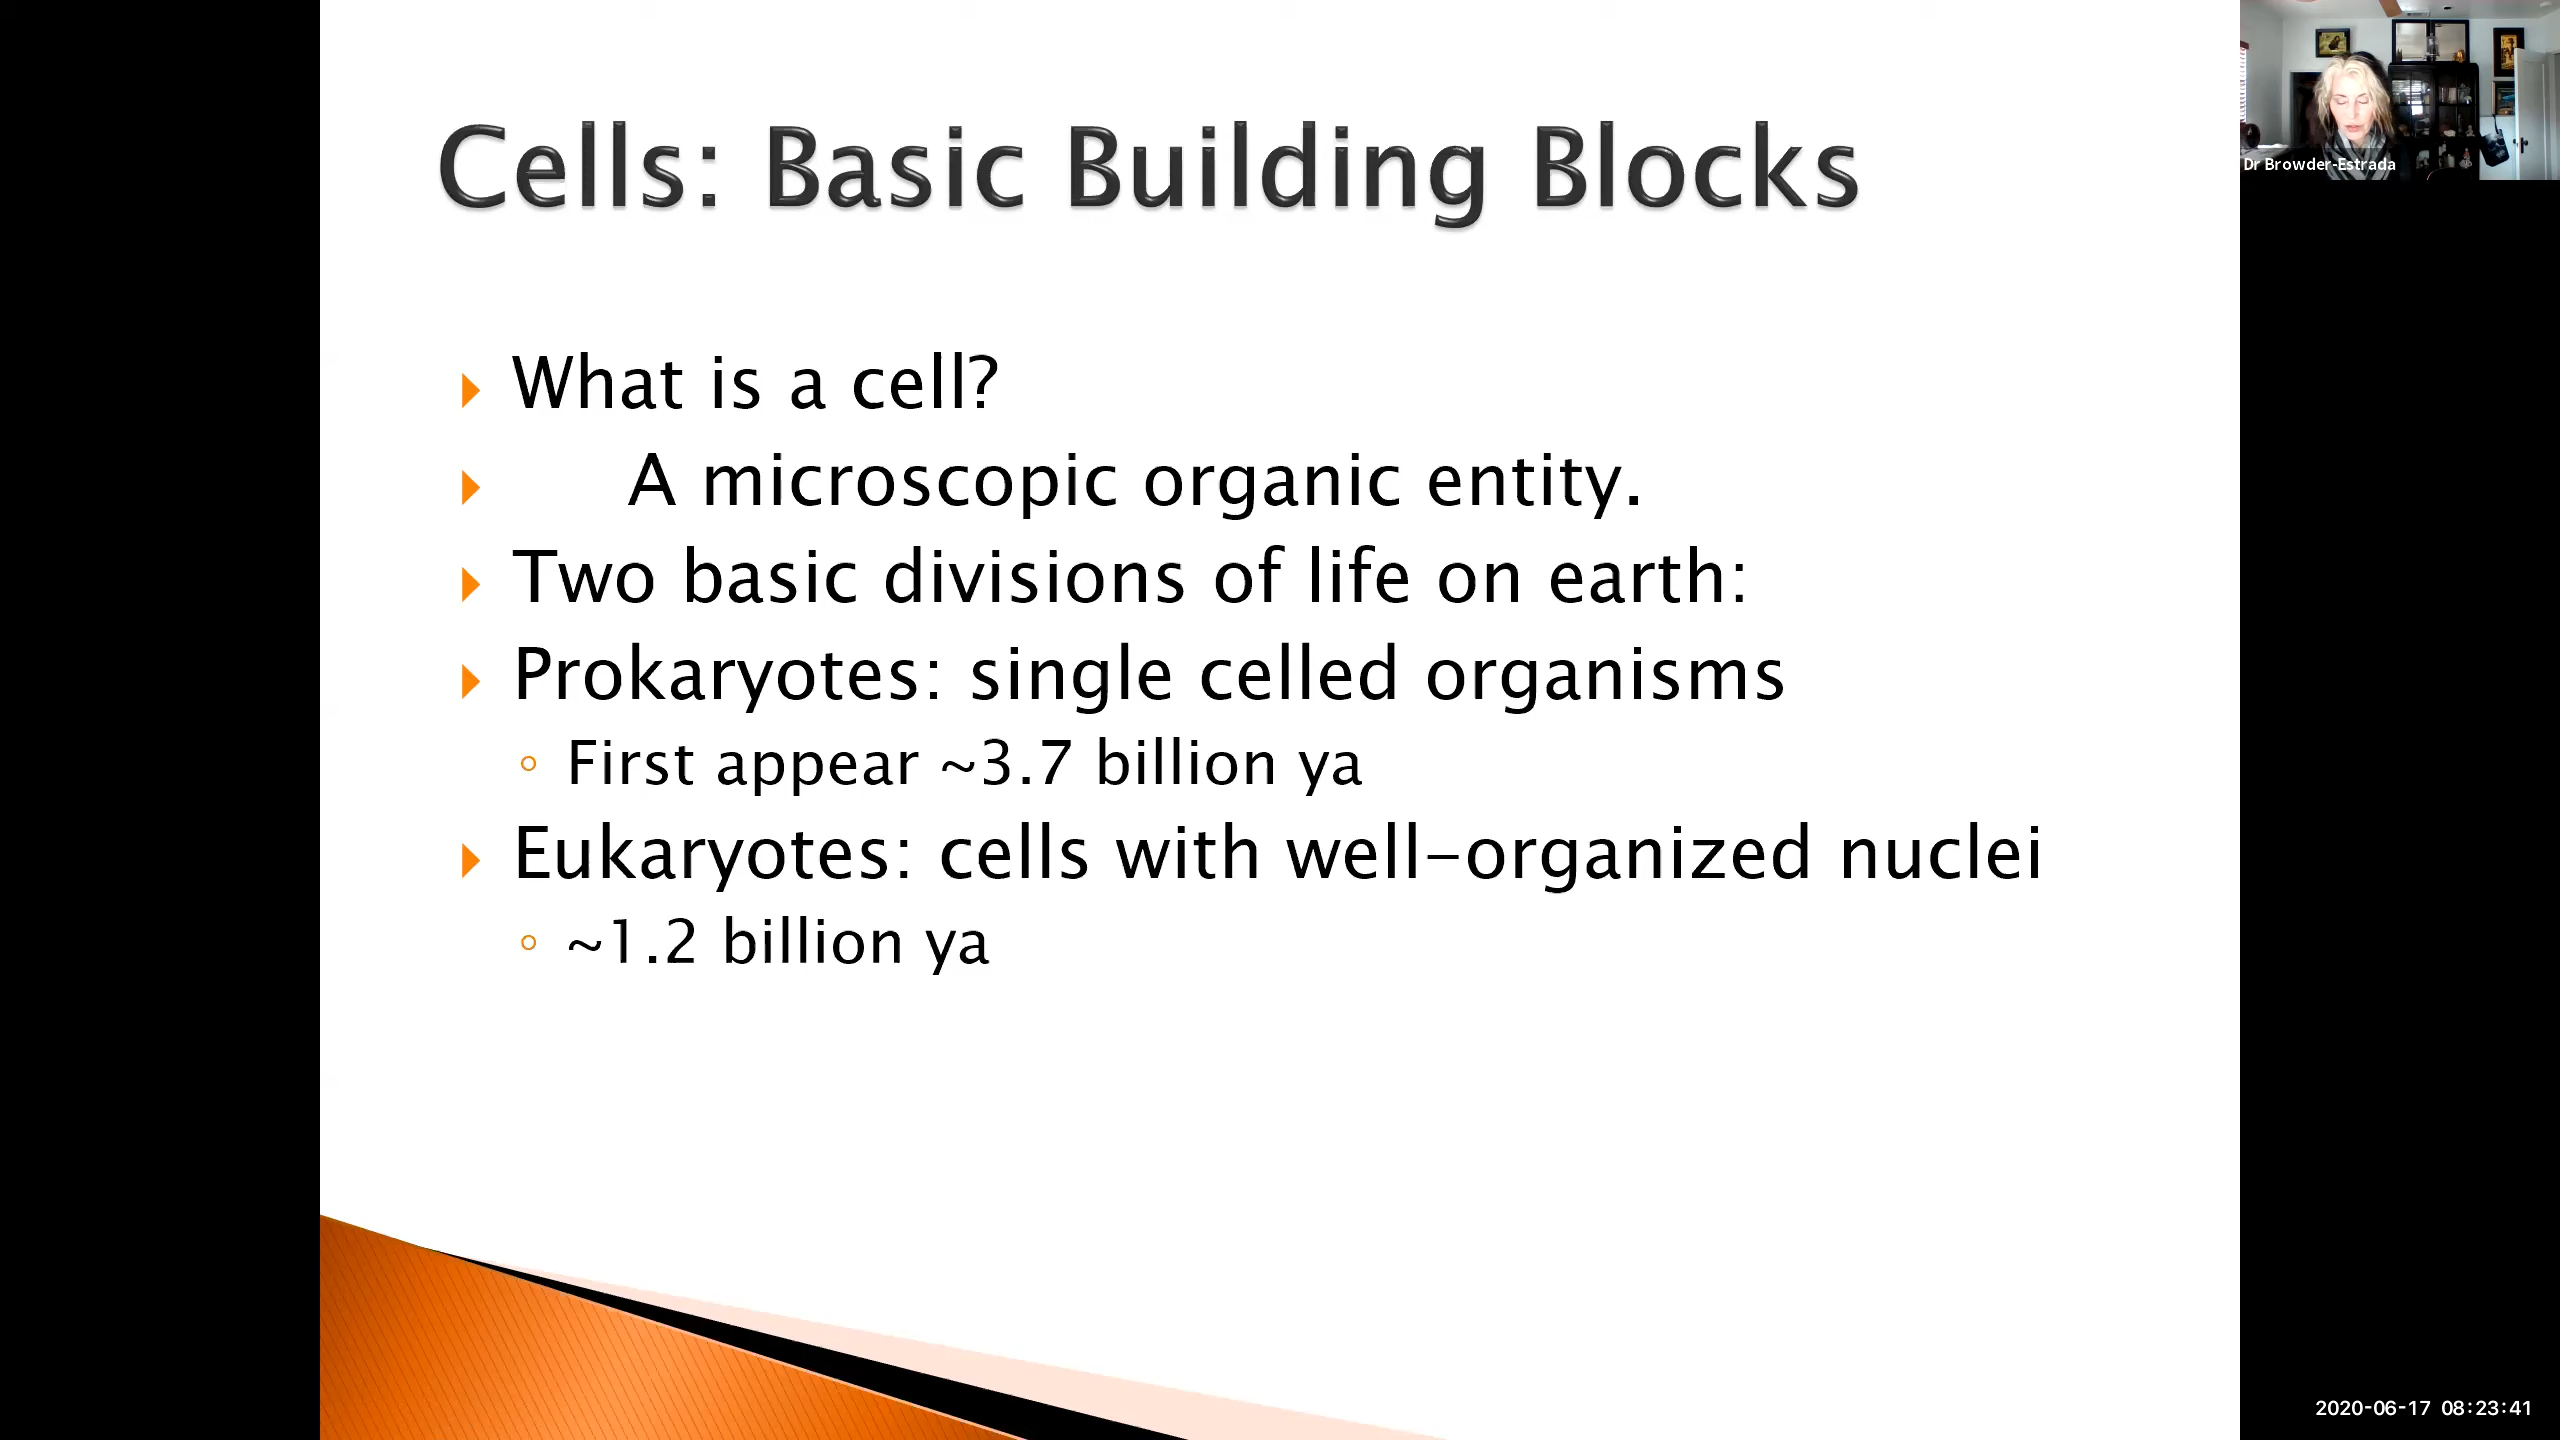 Cells: Basic Building Blocks
What is a cell?
A microscopic organic entity.
Two basic divisions of life on earth:
Prokaryotes: single celled organisms
First appear ~3.7 billion ya
Eukaryotes: cells with well-organized nuclei
~1.2 billion ya
Dr Browder-Estrada
2020-06-17 08:23:41